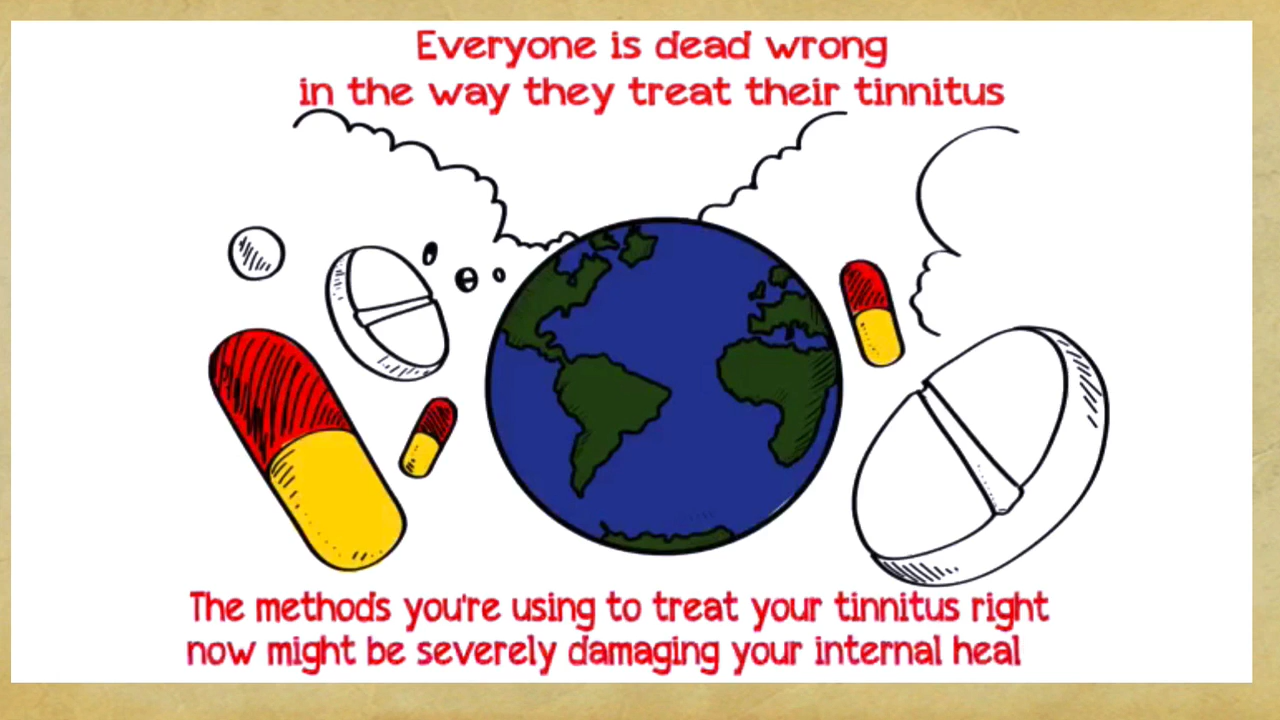 Everyone is dead wrong
in the way they treat their tinnitus
The methods you're using to treat your tinnitus right
now might be severely damaging your internal heal